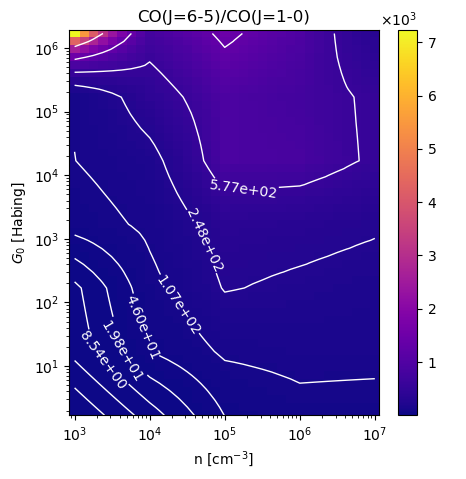 CO(J=6-5)/CO(J=1-0)
×10³
7
6
5
4
3
2
1
10⁶
10⁵
10⁴
10³
10²
10¹
G₀ [Habing]
5.77e+02
2.48e+02
1.07e+02
4.60e+01
1.98e+01
8.54e+00
10³ 10⁴ 10⁵ 10⁶ 10⁷
n [cm⁻³]